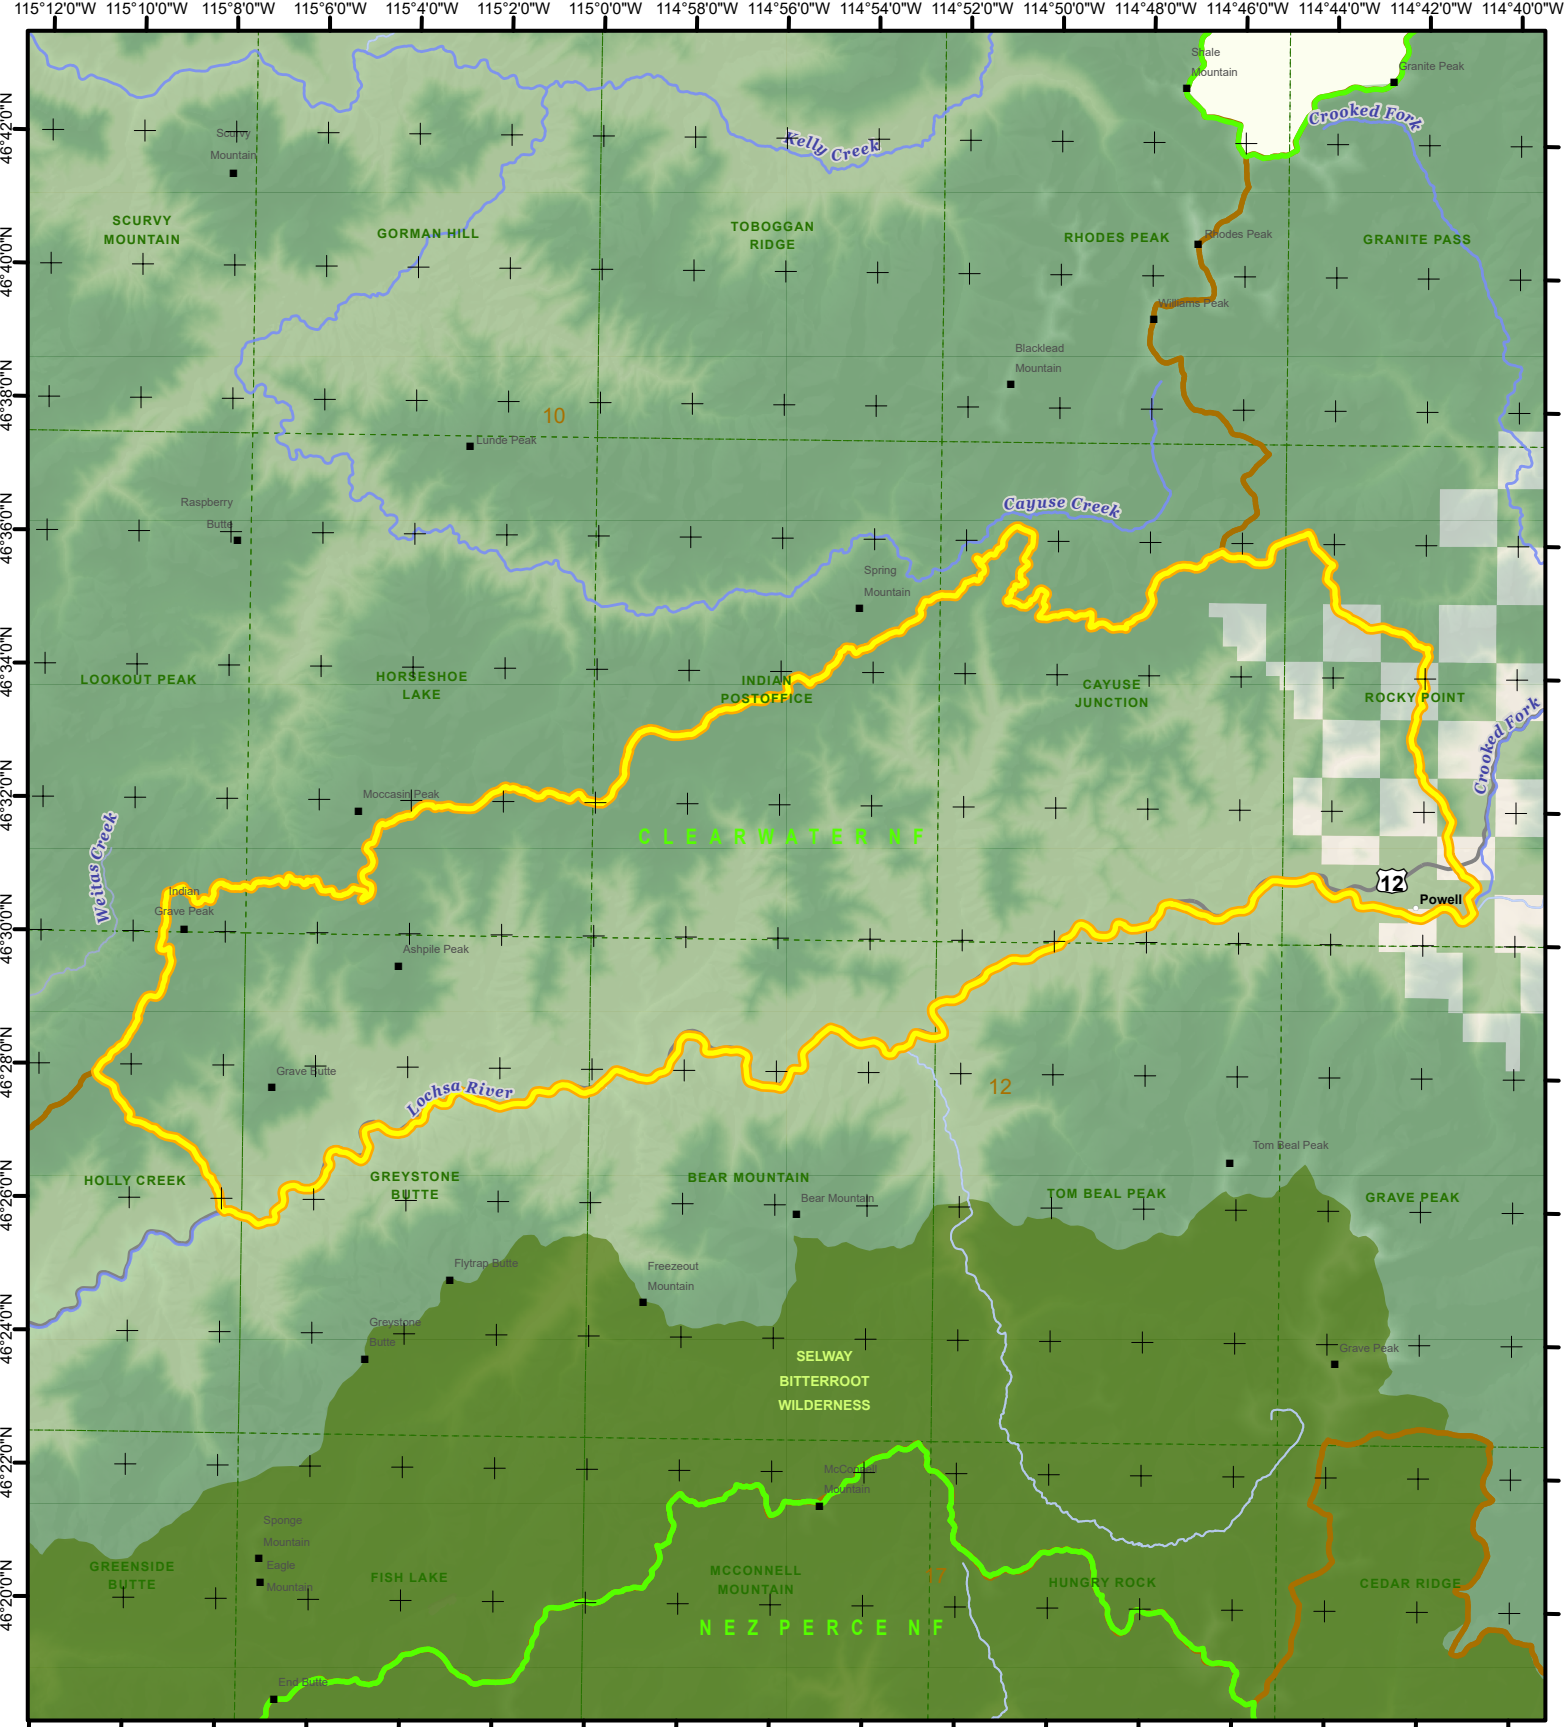 115°12'0"W 115°10'0"W 115°8'0"W 115°6'0"W 115°4'0"W 115°2'0"W 115°0'0"W 114°58'0"W 114°56'0"W 114°54'0"W 114°52'0"W 114°50'0"W 114°48'0"W 114°46'0"W 114°44'0"W 114°42'0"W 114°40'0"W
Shale
Mountain
Granite Peak
Crooked Fork
46°42'0"N
Scurvy
Mountain
Kelly Creek
SCURVY
MOUNTAIN
GORMAN HILL
TOBOGGAN
RIDGE
RHODES PEAK
Rhodes Peak
GRANITE PASS
46°40'0"N
Williams Peak
Blacklead
Mountain
46°38'0"N
10
Lunde Peak
Raspberry
Butte
Cayuse Creek
46°36'0"N
Spring
Mountain
46°34'0"N
LOOKOUT PEAK
HORSESHOE
LAKE
INDIAN
POSTOFFICE
CAYUSE
JUNCTION
ROCKY POINT
Crooked Fork
46°32'0"N
Moccasin Peak
CLEARWATER NF
Weitas Creek
Indian
Grave Peak
12
Powell
46°30'0"N
Ashpile Peak
46°28'0"N
Grave Butte
Lochsa River
12
Tom Beal Peak
HOLLY CREEK
GREYSTONE
BUTTE
BEAR MOUNTAIN
Bear Mountain
TOM BEAL PEAK
GRAVE PEAK
46°26'0"N
Flytrap Butte
Freezeout
Mountain
46°24'0"N
Greystone
Butte
Grave Peak
SELWAY
BITTERROOT
WILDERNESS
46°22'0"N
McConnell
Mountain
Sponge
Mountain
Eagle
Mountain
GREENSIDE
BUTTE
FISH LAKE
MCCONNELL
MOUNTAIN
17
HUNGRY ROCK
CEDAR RIDGE
46°20'0"N
NEZ PERCE NF
End Butte